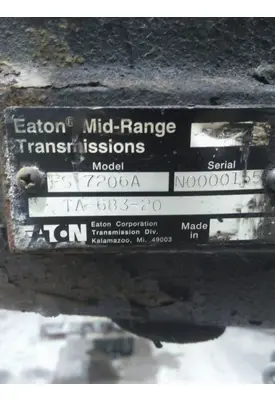 Eaton® Mid-Range
Transmissions
Model Serial
FS 7206A N0000155
TA 683-20
EATON Eaton Corporation
Transmission Div.
Kalamazoo, Mi. 49003
Made
in